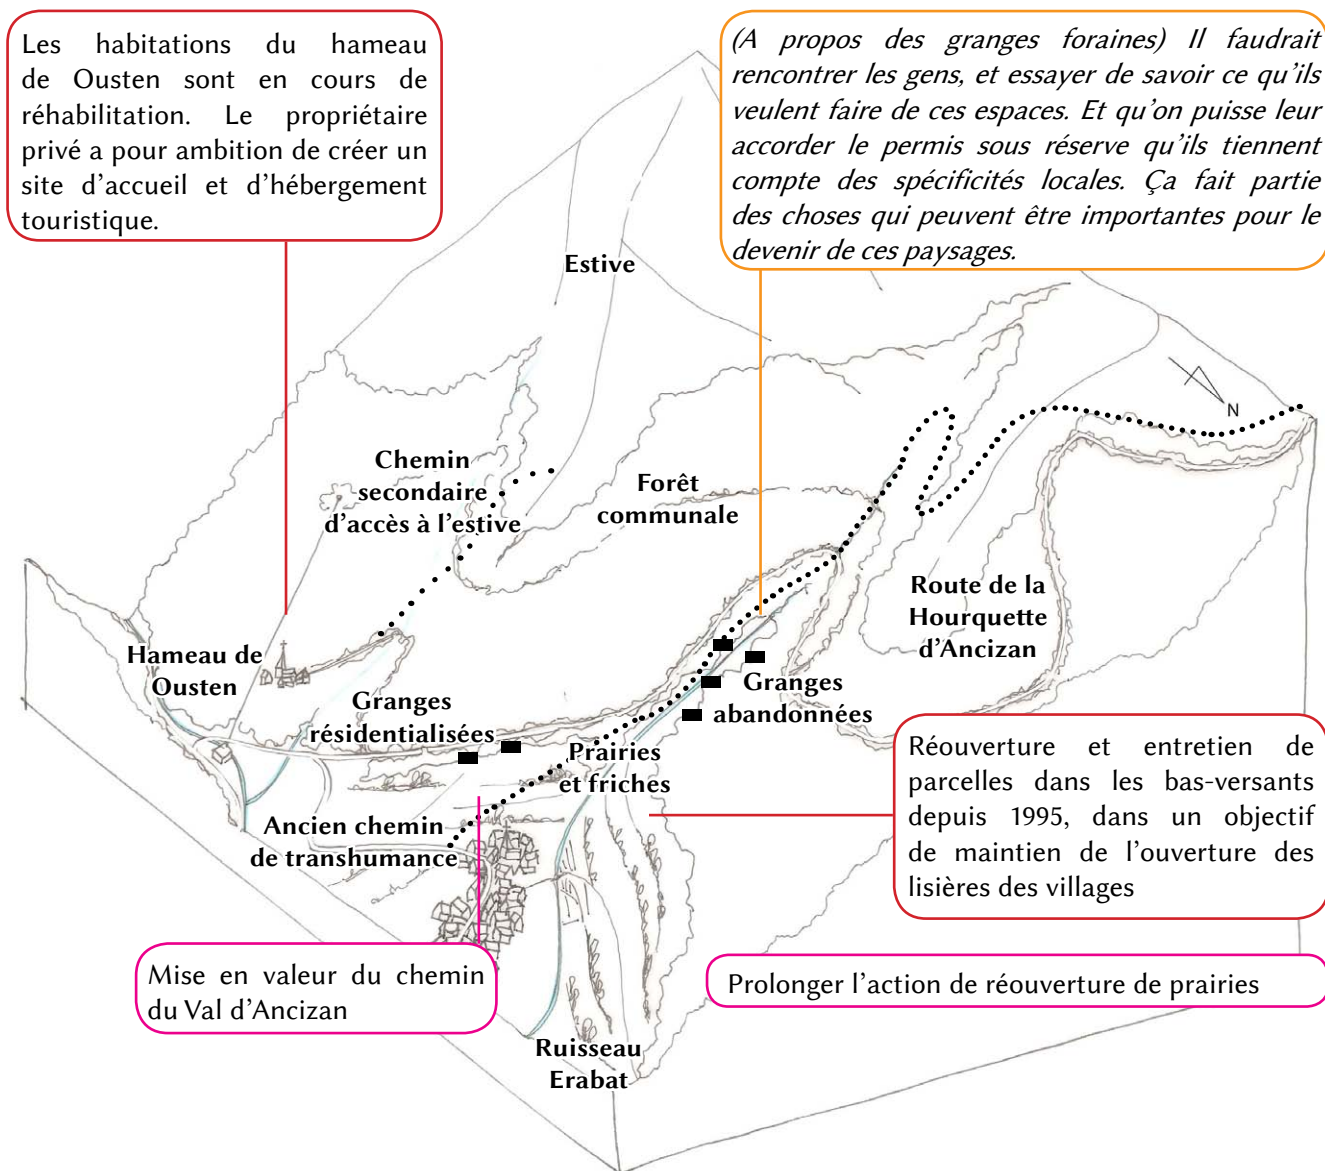 Les habitations du hameau
de Ousten sont en cours de
réhabilitation. Le propriétaire
privé a pour ambition de créer un
site d'accueil et d'hébergement
touristique.
(A propos des granges foraines) Il faudrait
rencontrer les gens, et essayer de savoir ce qu'ils
veulent faire de ces espaces. Et qu'on puisse leur
accorder le permis sous réserve qu'ils tiennent
compte des spécificités locales. Ça fait partie
des choses qui peuvent être importantes pour le
devenir de ces paysages.
Estive
N
Chemin
secondaire
d'accès à l'estive
Forêt
communale
Route de la
Hourquette
d'Ancizan
Hameau de
Ousten
Granges
résidentialisées
Granges
abandonnées
Prairies
et friches
Ancien chemin
de transhumance
Réouverture et entretien de
parcelles dans les bas-versants
depuis 1995, dans un objectif
de maintien de l'ouverture des
lisières des villages
Mise en valeur du chemin
du Val d'Ancizan
Prolonger l'action de réouverture de prairies
Ruisseau
Erabat